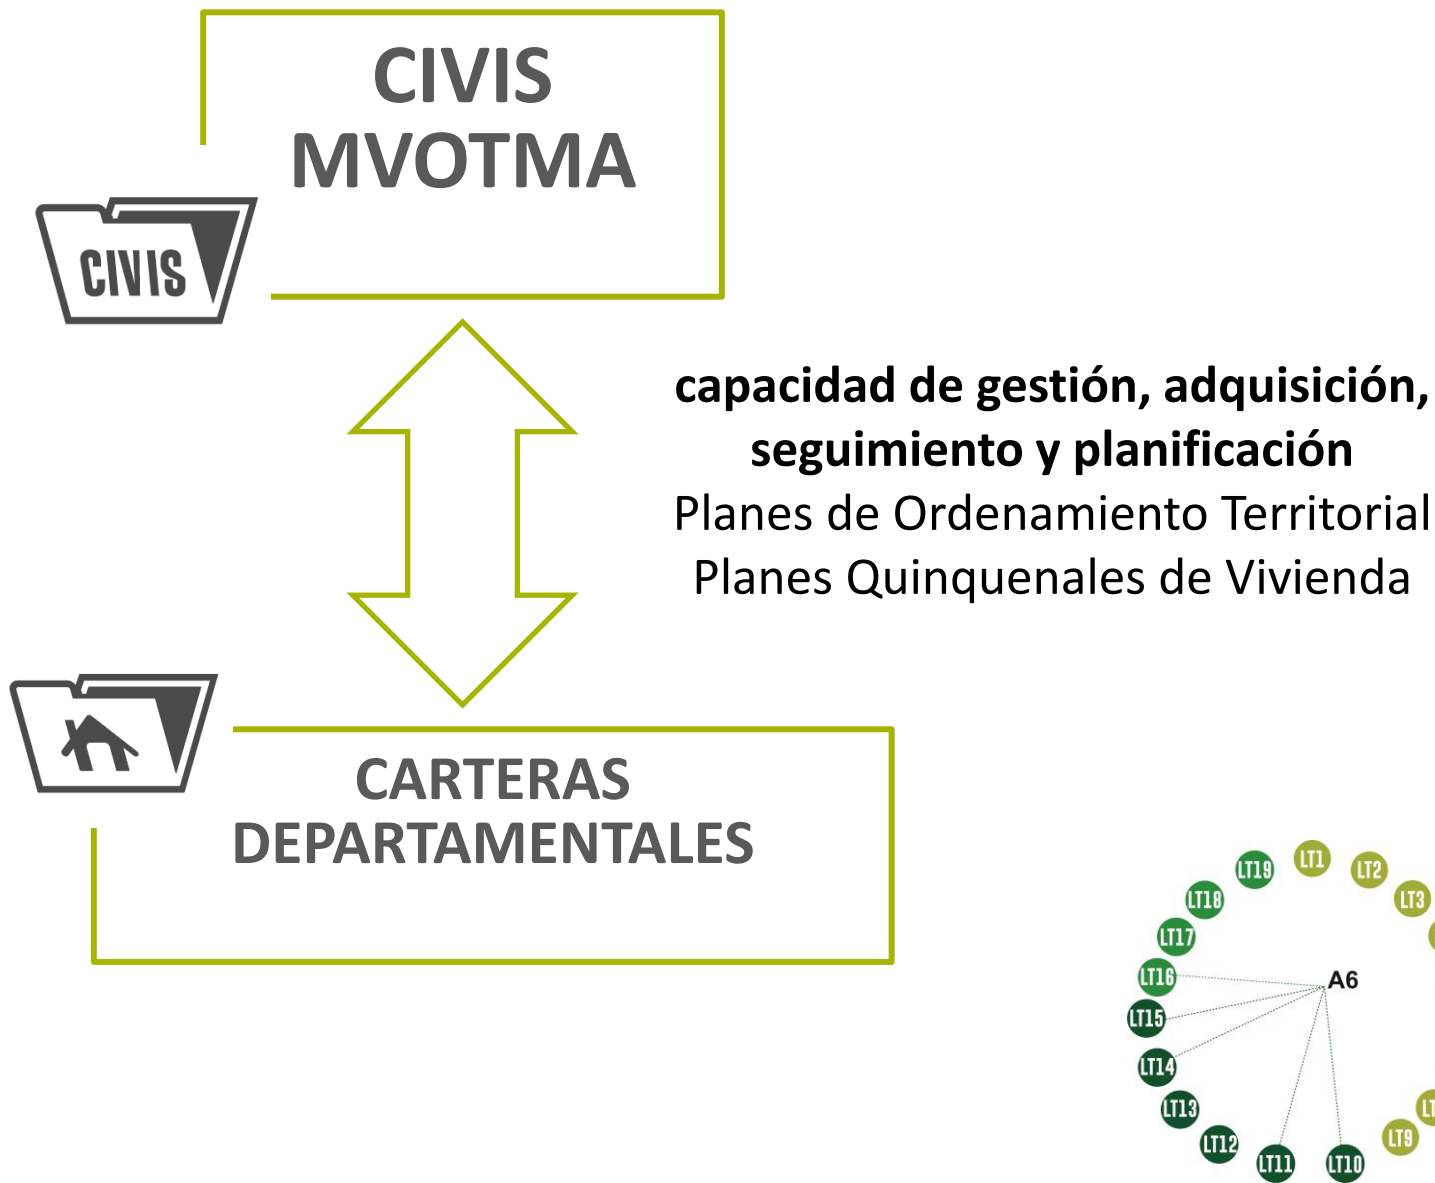 CIVIS
MVOTMA
CIVIS
capacidad de gestión, adquisición,
seguimiento y planificación
Planes de Ordenamiento Territorial
Planes Quinquenales de Vivienda
CARTERAS
DEPARTAMENTALES
LT19
LT1
LT2
LT18
LT3
LT17
LT16
A6
LT15
LT14
LT13
LT12
LT9
LT11
LT10